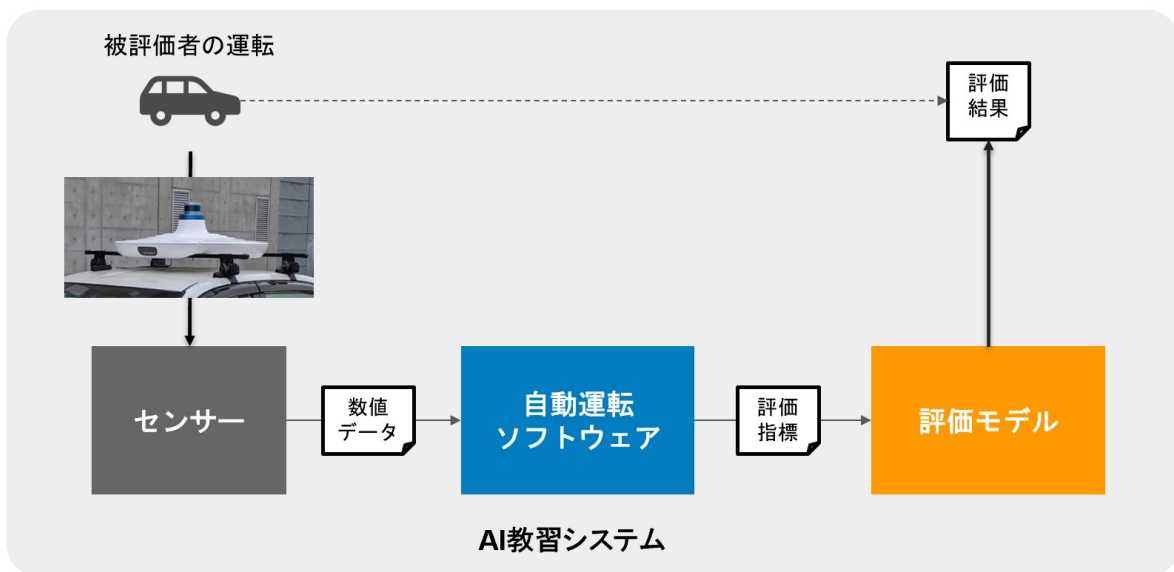 被評価者の運転
評価
結果
センサー
数値
データ
自動運転
ソフトウェア
評価
指標
評価モデル
AI教習システム